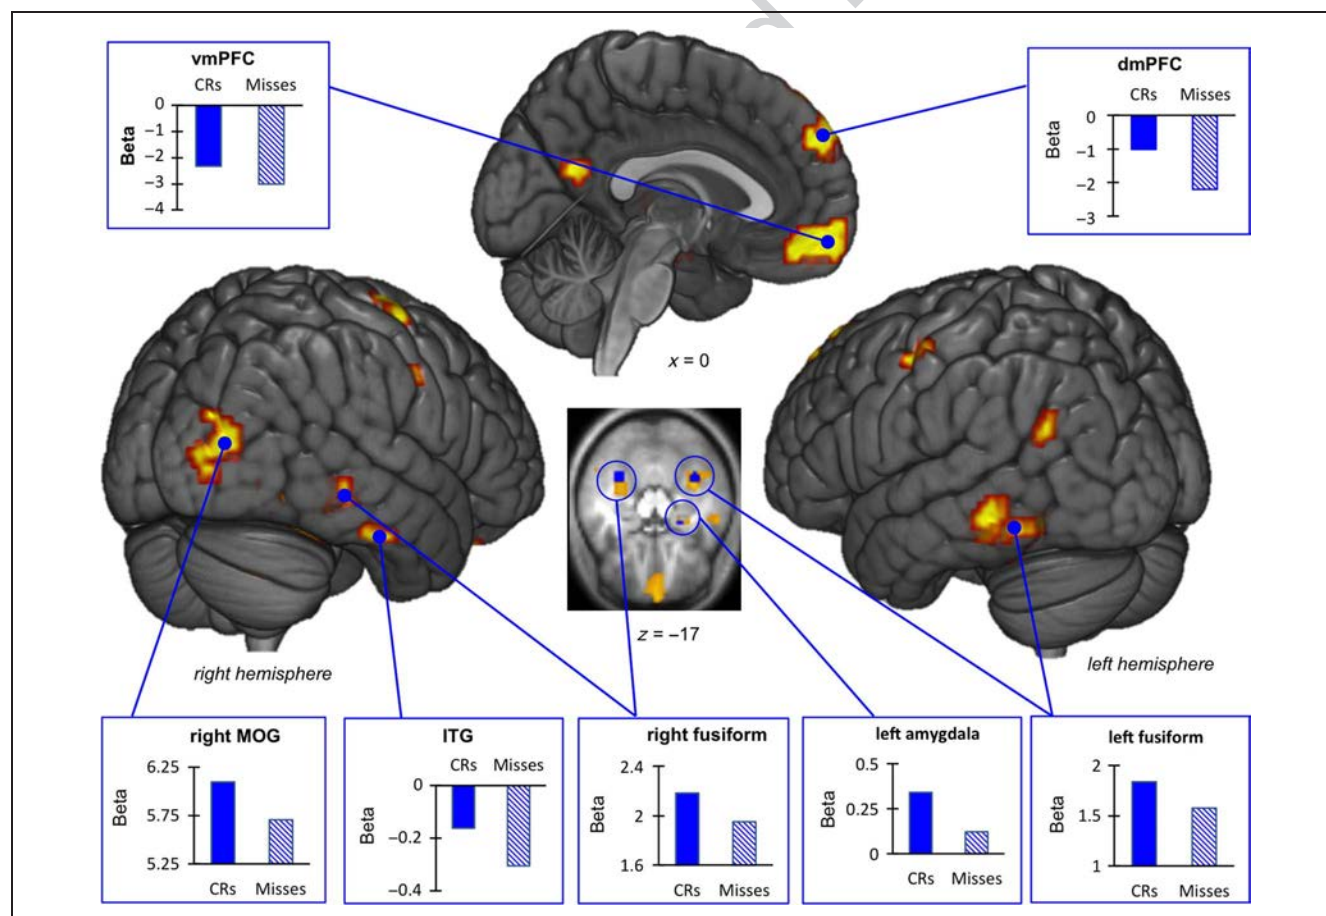 vmPFC
CRs Misses
0
–1
–2
–3
–4
Beta
dmPFC
CRs Misses
0
–1
–2
–3
Beta
x = 0
z = –17
right hemisphere
left hemisphere
right MOG
6.25
5.75
5.25
Beta
CRs Misses
ITG
CRs Misses
0
–0.2
–0.4
Beta
right fusiform
2.4
2
1.6
Beta
CRs Misses
left amygdala
0.5
0.25
0
Beta
CRs Misses
left fusiform
2
1.5
1
Beta
CRs Misses